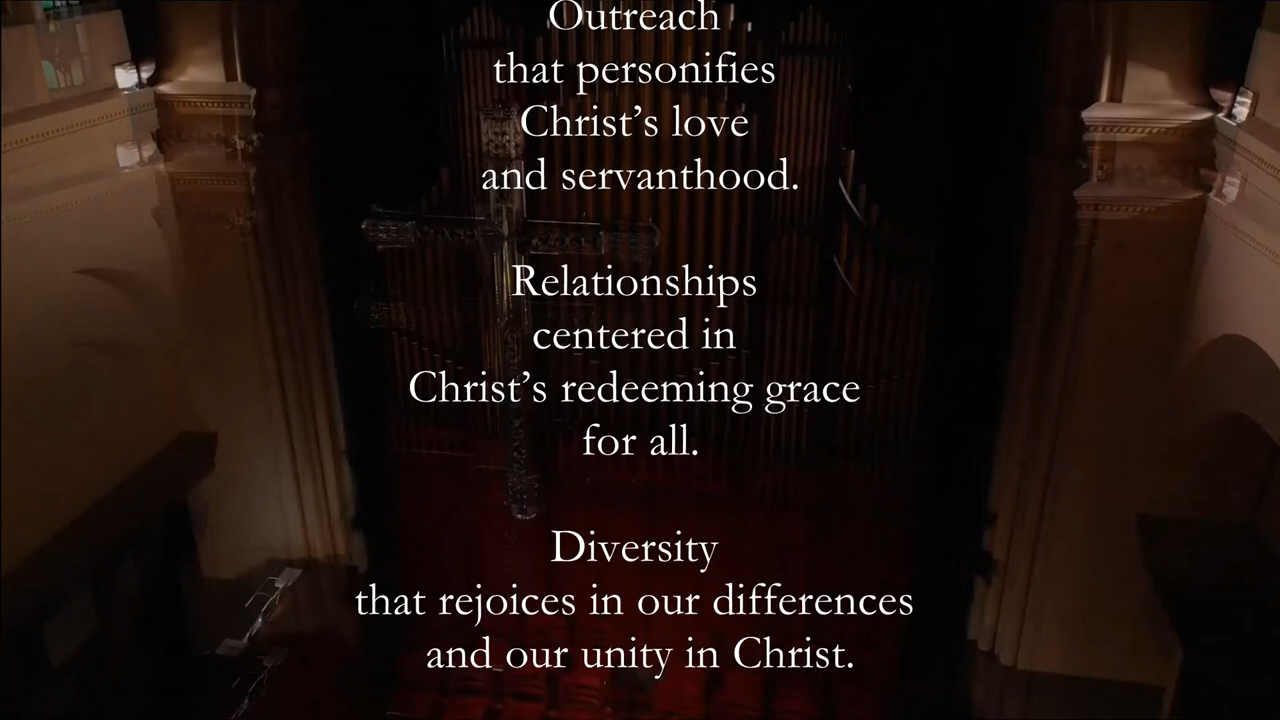 Outreach
that personifies
Christ’s love
and servanthood.
Relationships
centered in
Christ’s redeeming grace
for all.
Diversity
that rejoices in our differences
and our unity in Christ.